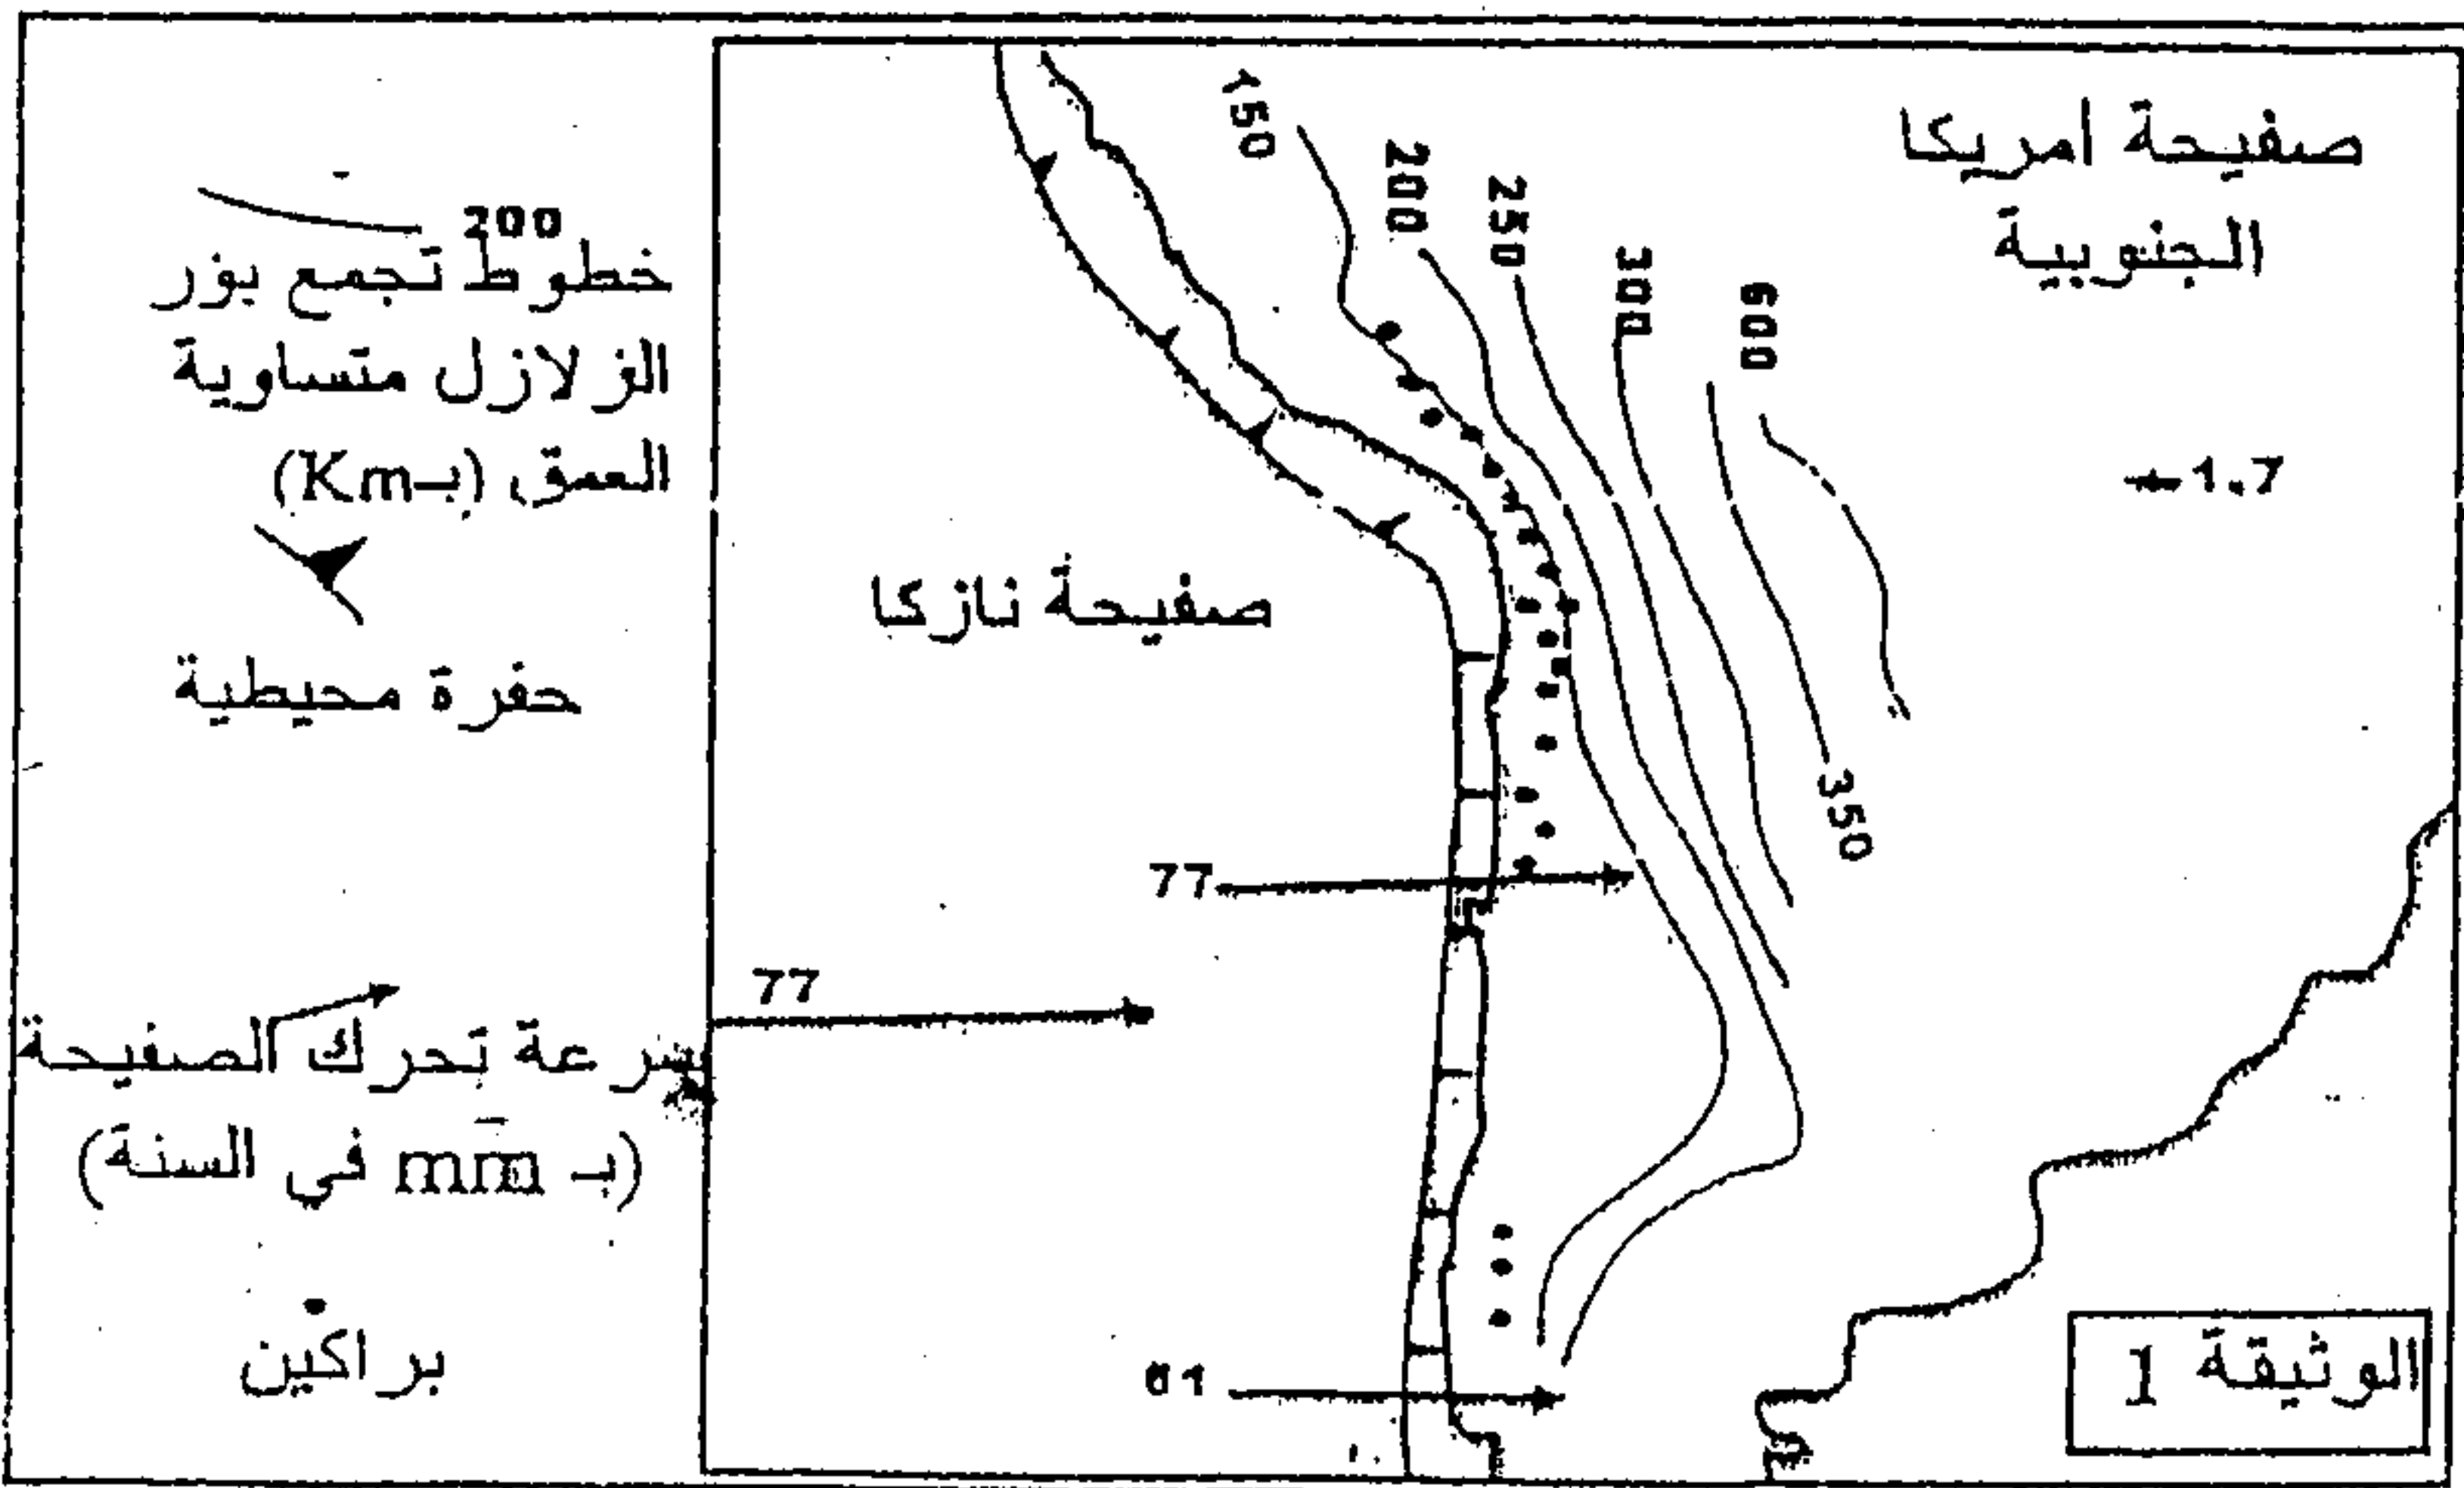 صفيحة امريكا
الجنوبية
150
200
250
300
600
1.7
صفيحة نازكا
350
77
77
الوثيقة 1
200
خطوط تجمع بؤر
الزلازل متساوية
العمق (بـKm)
حفرة محيطية
سرعة تحرك الصفيحة
(بـ mm في السنة)
براكين